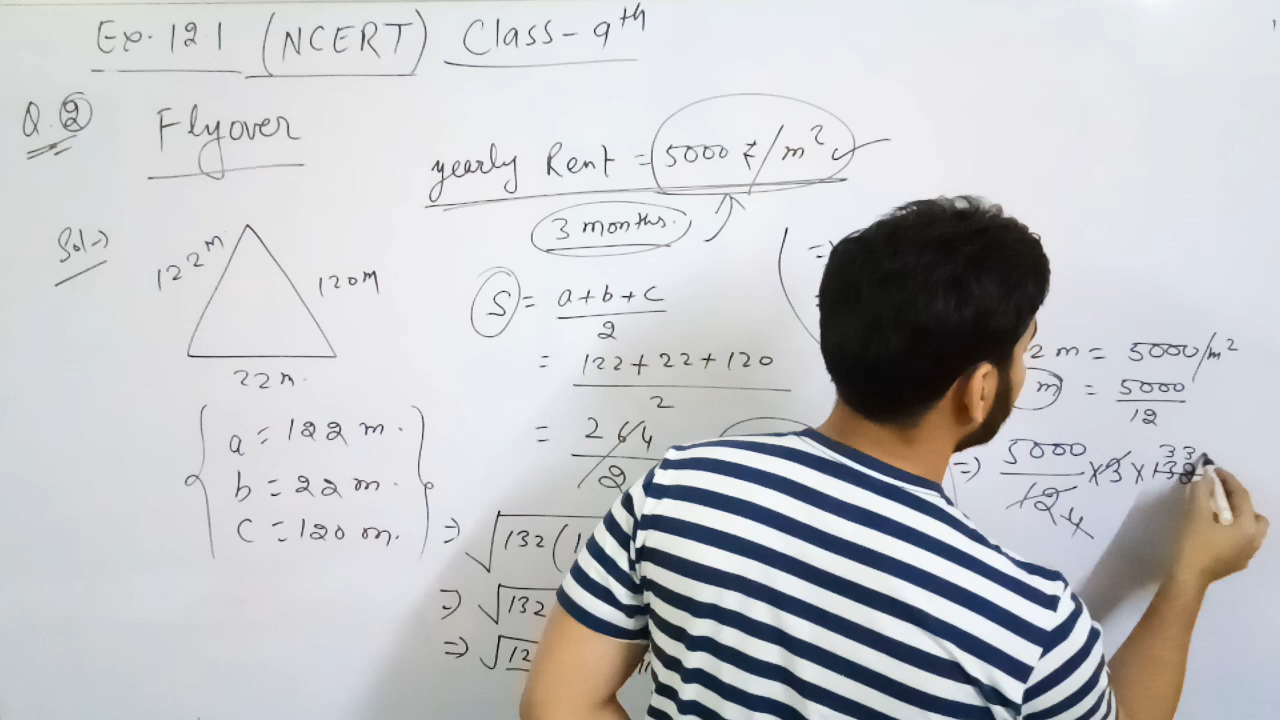 Ex. 12.1 (NCERT) Class-9th
Q. 2 Flyover
yearly Rent = 5000 ₹/m²
3 months.
Sol→
122m
120m
22m.
a = 122 m.
b = 22 m.
c = 120 m.
S = a+b+c
2
= 122+22+120
2
= 264
2
⇒ √132(
⇒ √132
⇒ √12
2 m = 5000/m²
m = 5000
12
⇒ 5000 × 3 × 132 33
12 4